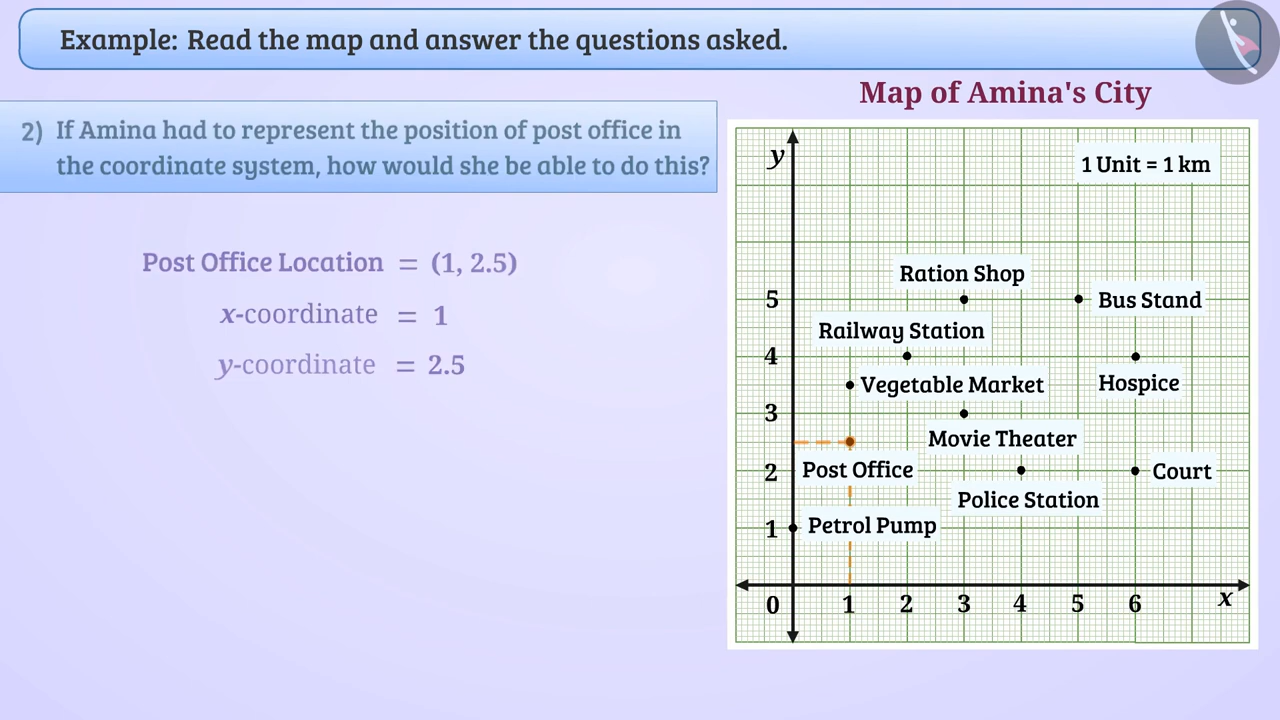 Example: Read the map and answer the questions asked.
Map of Amina's City
2) If Amina had to represent the position of post office in
the coordinate system, how would she be able to do this?
Post Office Location = (1, 2.5)
x-coordinate = 1
y-coordinate = 2.5
y
1 Unit = 1 km
Ration Shop
5
Bus Stand
Railway Station
4
Vegetable Market
Hospice
3
Movie Theater
2
Post Office
Court
Police Station
1
Petrol Pump
0 1 2 3 4 5 6 x